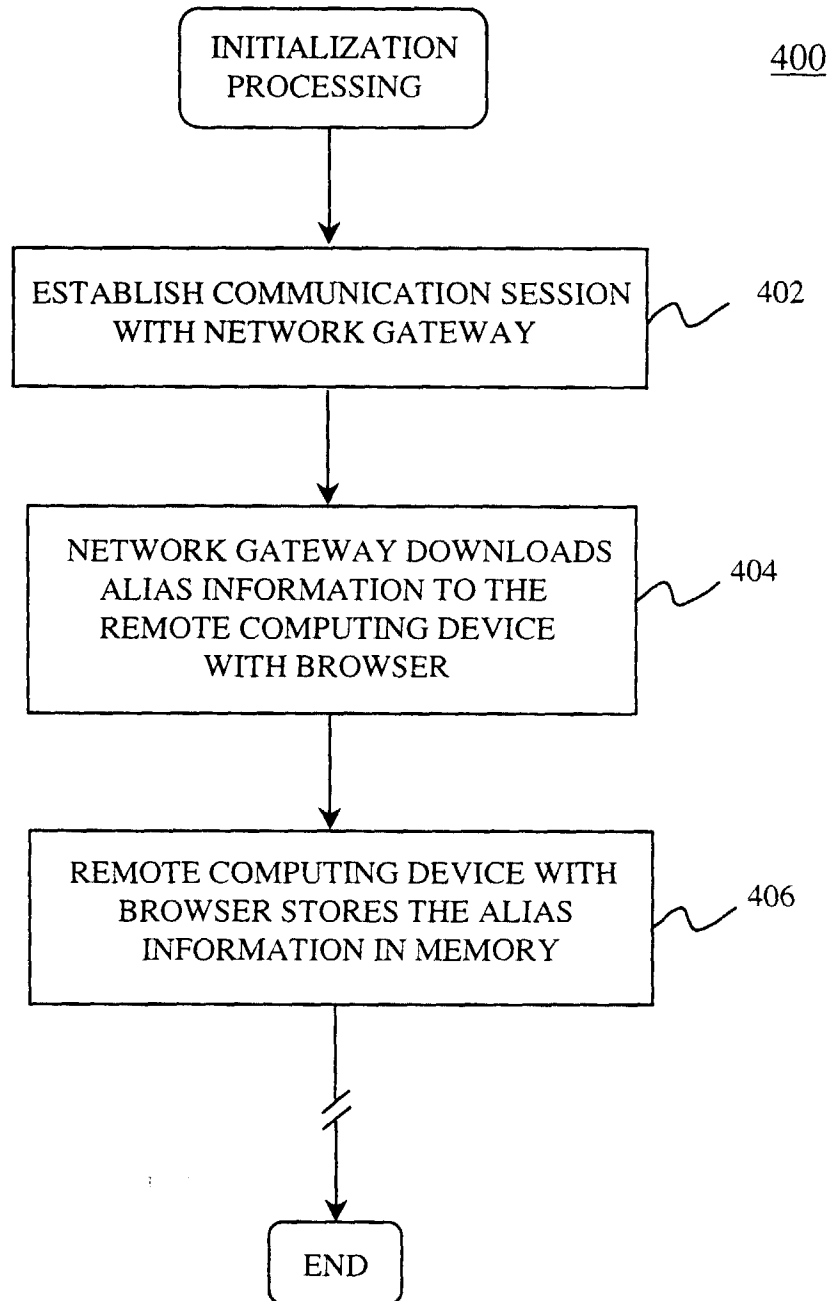 INITIALIZATION
PROCESSING
400
ESTABLISH COMMUNICATION SESSION
WITH NETWORK GATEWAY
402
NETWORK GATEWAY DOWNLOADS
ALIAS INFORMATION TO THE
REMOTE COMPUTING DEVICE
WITH BROWSER
404
REMOTE COMPUTING DEVICE WITH
BROWSER STORES THE ALIAS
INFORMATION IN MEMORY
406
END